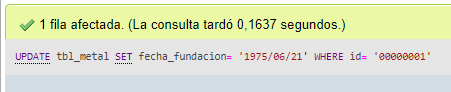 1 fila afectada. (La consulta tardó 0,1637 segundos.)
UPDATE tbl_metal SET fecha_fundacion= '1975/06/21' WHERE id= '00000001'